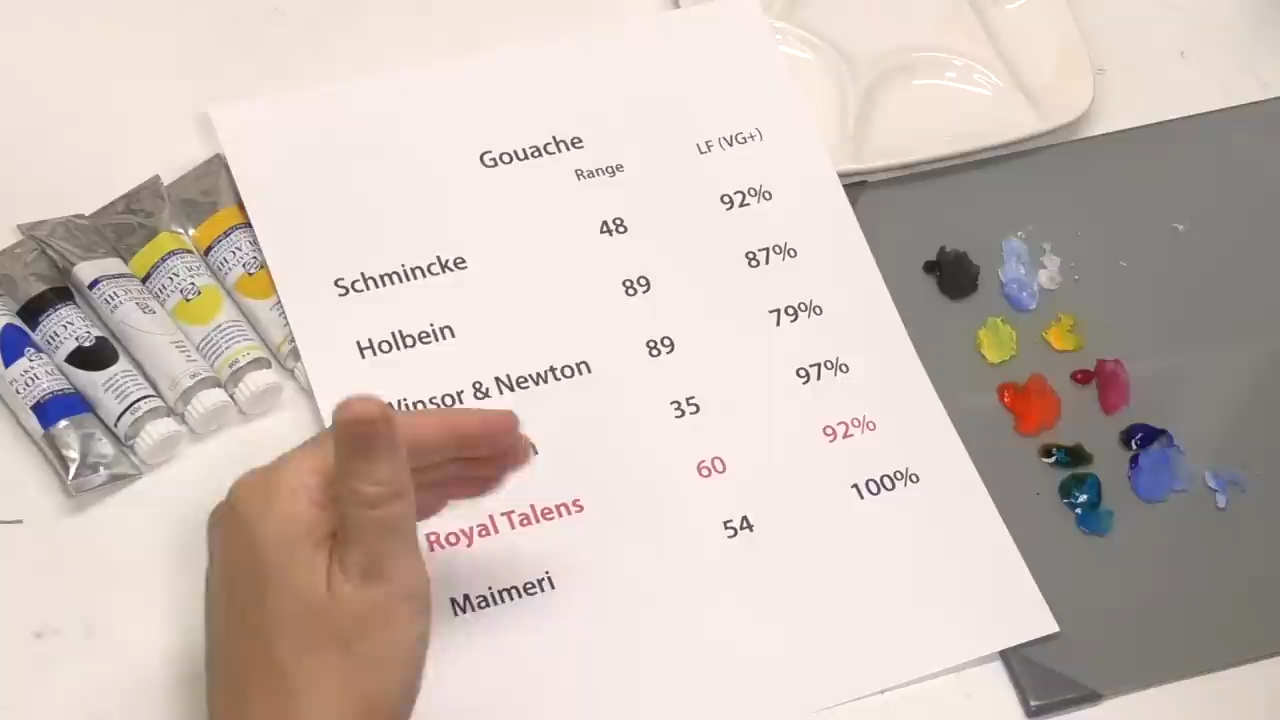 Gouache
Range LF (VG+)
Schmincke 48 92%
Holbein 89 87%
Winsor & Newton 89 79%
35 97%
Royal Talens 60 92%
Maimeri 54 100%
GOUACHE